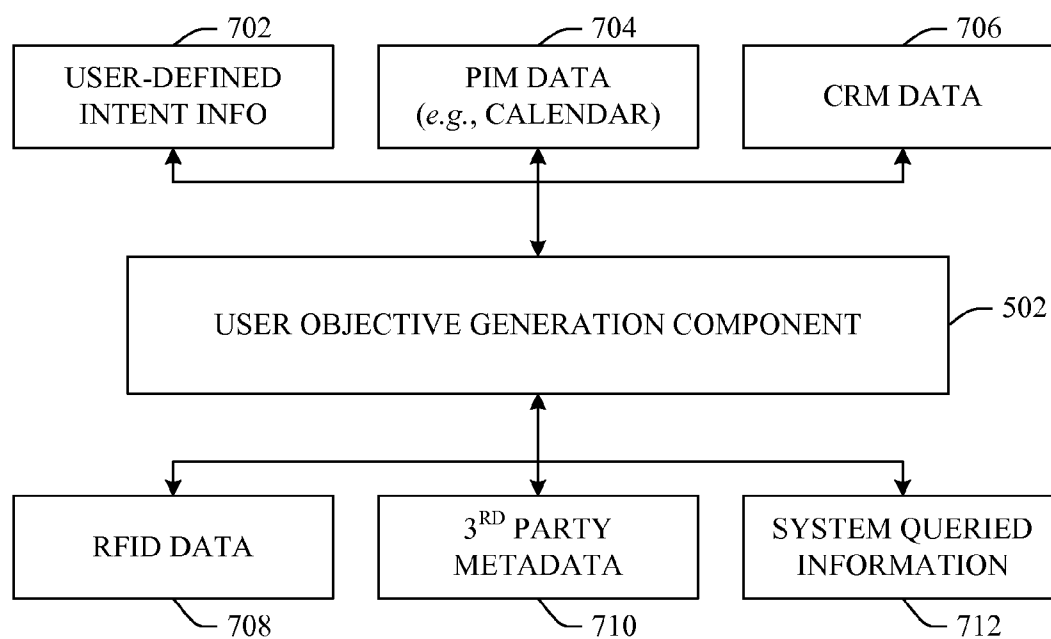 702
704
706
USER-DEFINED
INTENT INFO
PIM DATA
(e.g., CALENDAR)
CRM DATA
USER OBJECTIVE GENERATION COMPONENT
502
RFID DATA
3RD PARTY
METADATA
SYSTEM QUERIED
INFORMATION
708
710
712